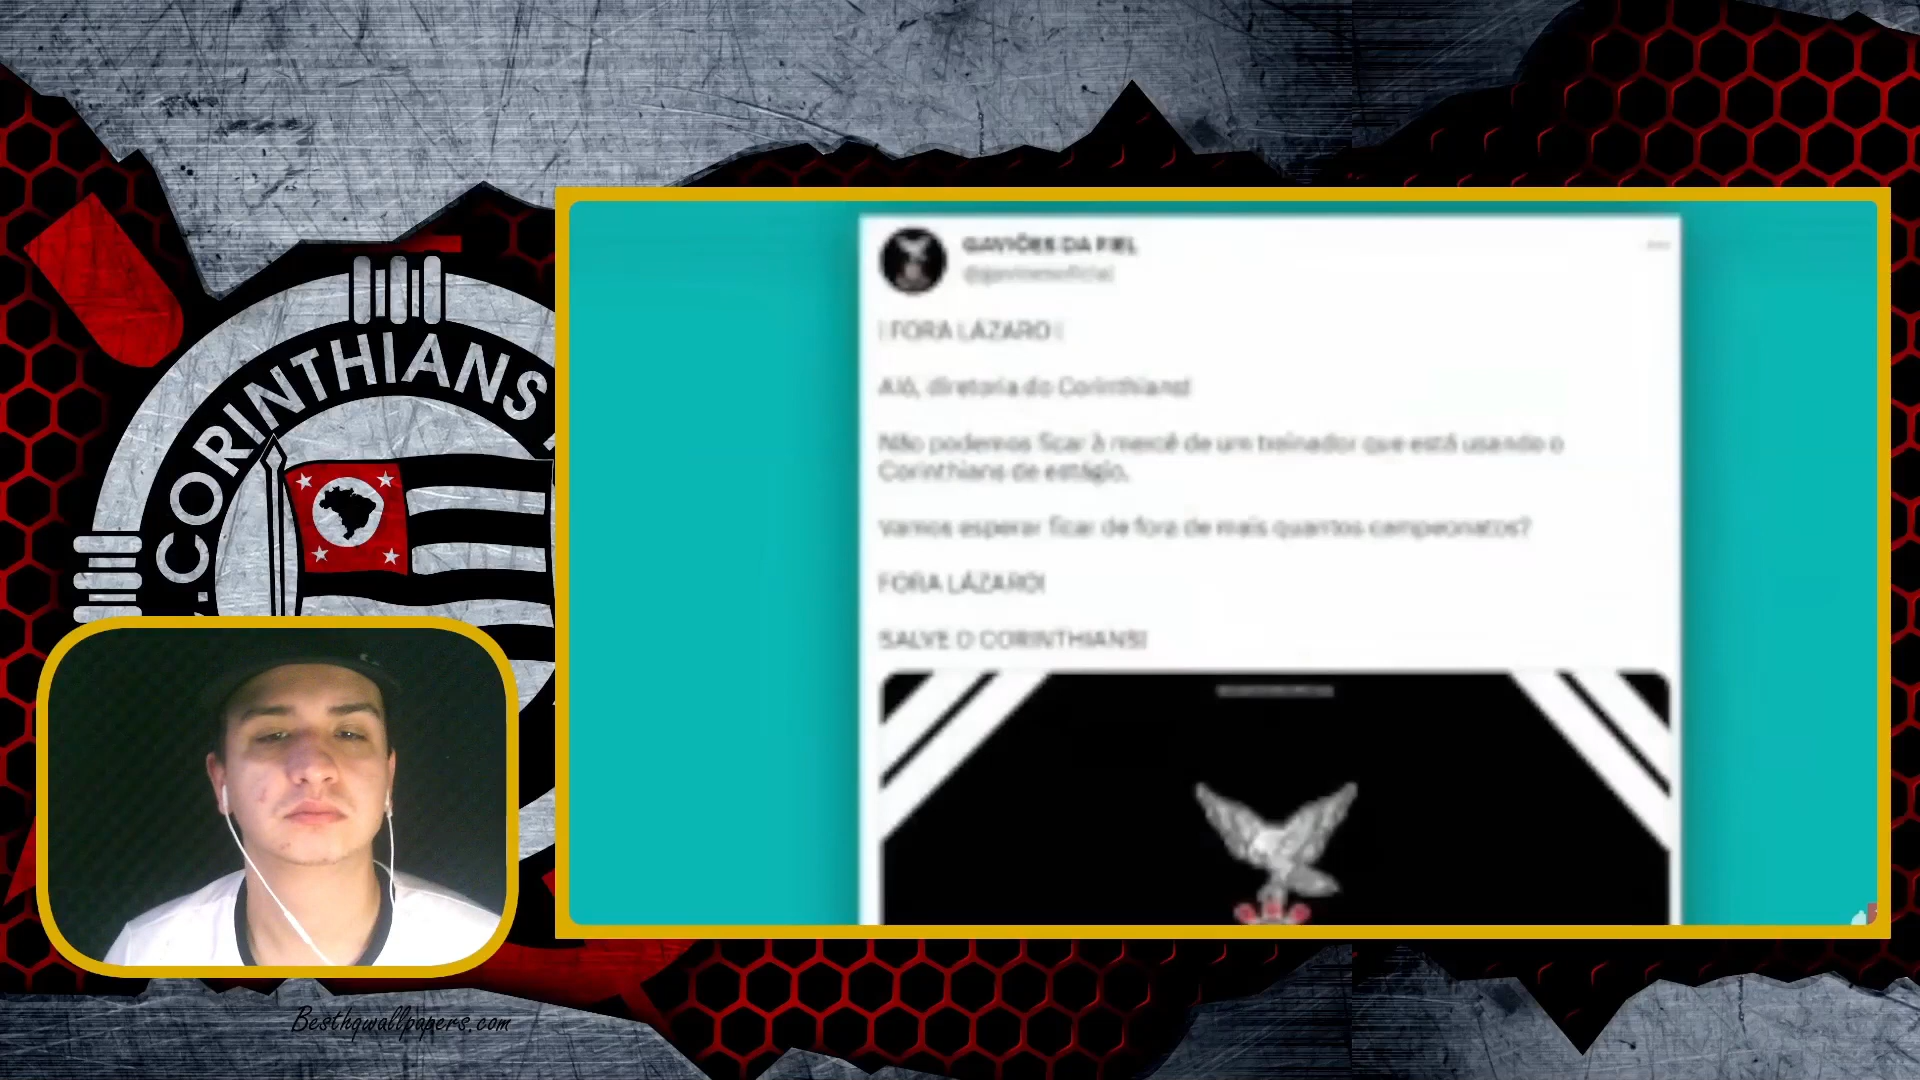 CORINTHIANS
GAVIÕES DA FIEL
@gavioesoficial
| FORA LÁZARO |
Alô, diretoria do Corinthians!
Não podemos ficar à mercê de um treinador que está usando o
Corinthians de estágio.
Vamos esperar ficar de fora de mais quantos campeonatos?
FORA LÁZARO!
SALVE O CORINTHIANS!
Besthqwallpapers.com